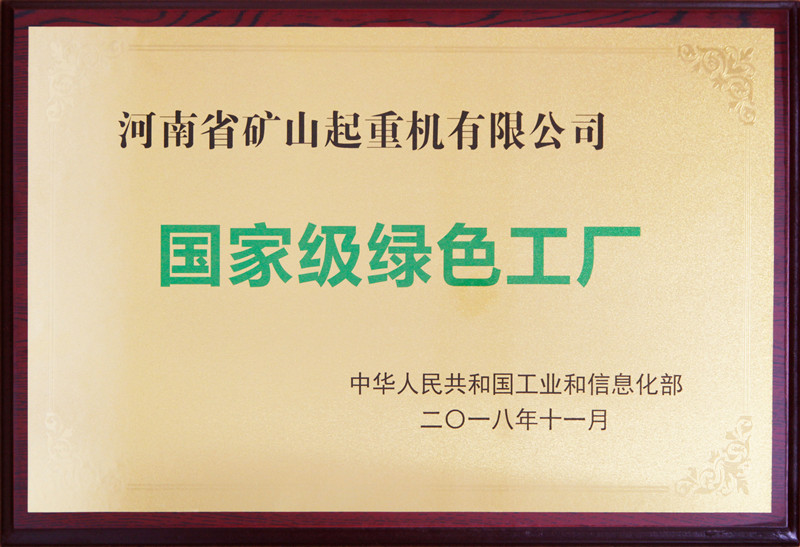 河南省矿山起重机有限公司
国家级绿色工厂
中华人民共和国工业和信息化部
二〇一八年十一月